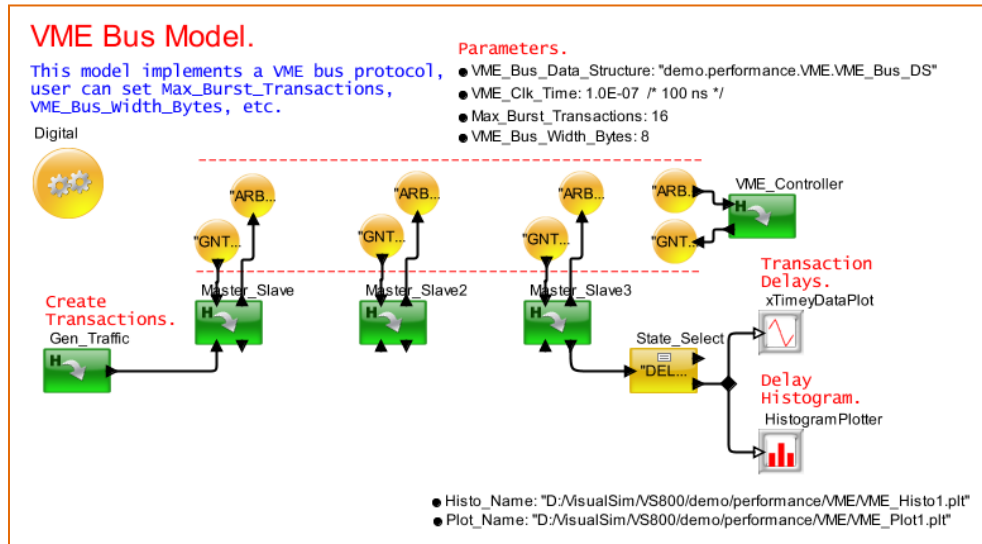 VME Bus Model.
This model implements a VME bus protocol,
user can set Max_Burst_Transactions,
VME_Bus_Width_Bytes, etc.
Parameters.
VME_Bus_Data_Structure: "demo.performance.VME.VME_Bus_DS"
VME_Clk_Time: 1.0E-07 /* 100 ns */
Max_Burst_Transactions: 16
VME_Bus_Width_Bytes: 8
Digital
"ARB...
"ARB...
"ARB...
"ARB...
VME_Controller
H
"GNT...
"GNT...
"GNT...
"GNT...
Master_Slave
Master_Slave2
Master_Slave3
H
H
H
Create
Transactions.
Gen_Traffic
H
Transaction
Delays.
xTimeyDataPlot
State_Select
"DEL...
Delay
Histogram.
HistogramPlotter
Histo_Name: "D:/VisualSim/VS800/demo/performance/VME/VME_Histo1.plt"
Plot_Name: "D:/VisualSim/VS800/demo/performance/VME/VME_Plot1.plt"